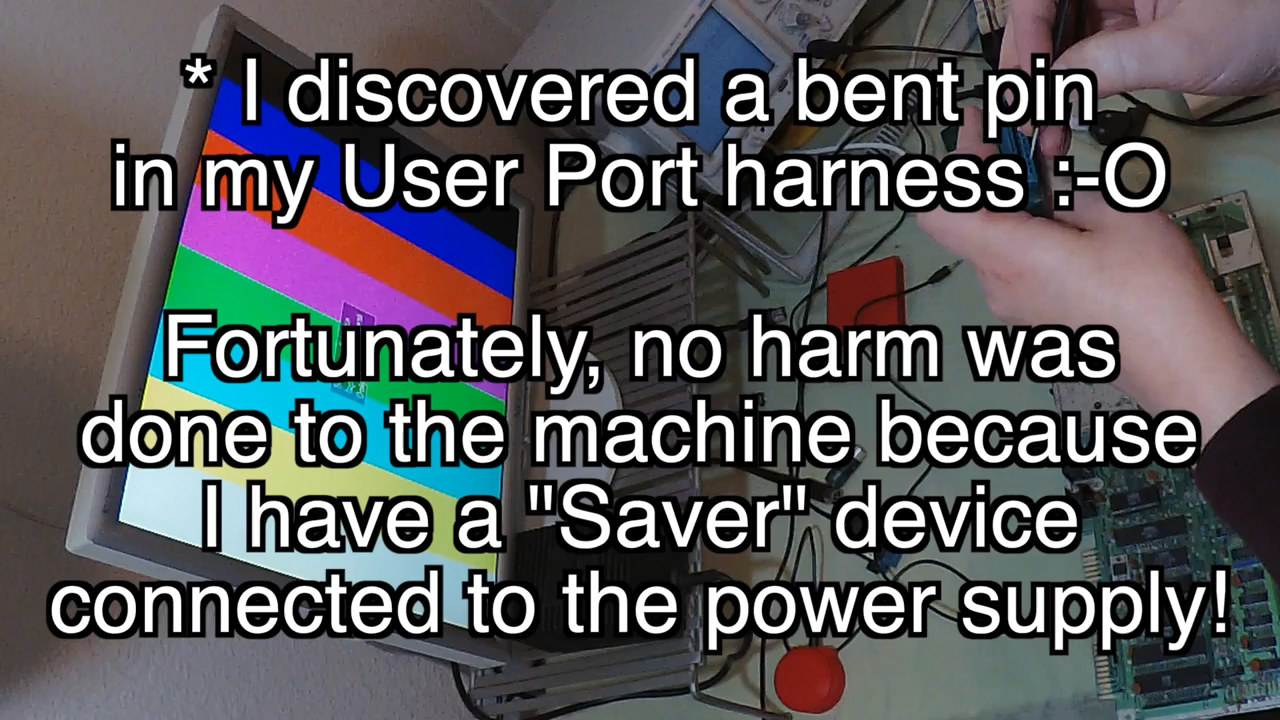 * I discovered a bent pin
in my User Port harness :-O
Fortunately, no harm was
done to the machine because
I have a "Saver" device
connected to the power supply!